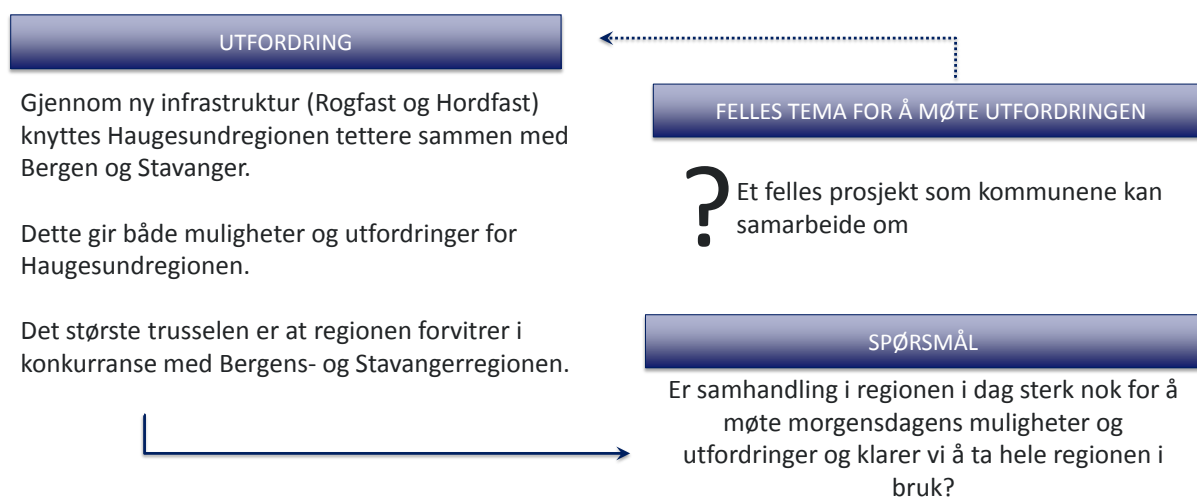 UTFORDRING
Gjennom ny infrastruktur (Rogfast og Hordfast)
knyttes Haugesundregionen tettere sammen med
Bergen og Stavanger.
Dette gir både muligheter og utfordringer for
Haugesundregionen.
Det største trusselen er at regionen forvitrer i
konkurranse med Bergens- og Stavangerregionen.
FELLES TEMA FOR Å MØTE UTFORDRINGEN
?
Et felles prosjekt som kommunene kan
samarbeide om
SPØRSMÅL
Er samhandling i regionen i dag sterk nok for å
møte morgensdagens muligheter og
utfordringer og klarer vi å ta hele regionen i
bruk?